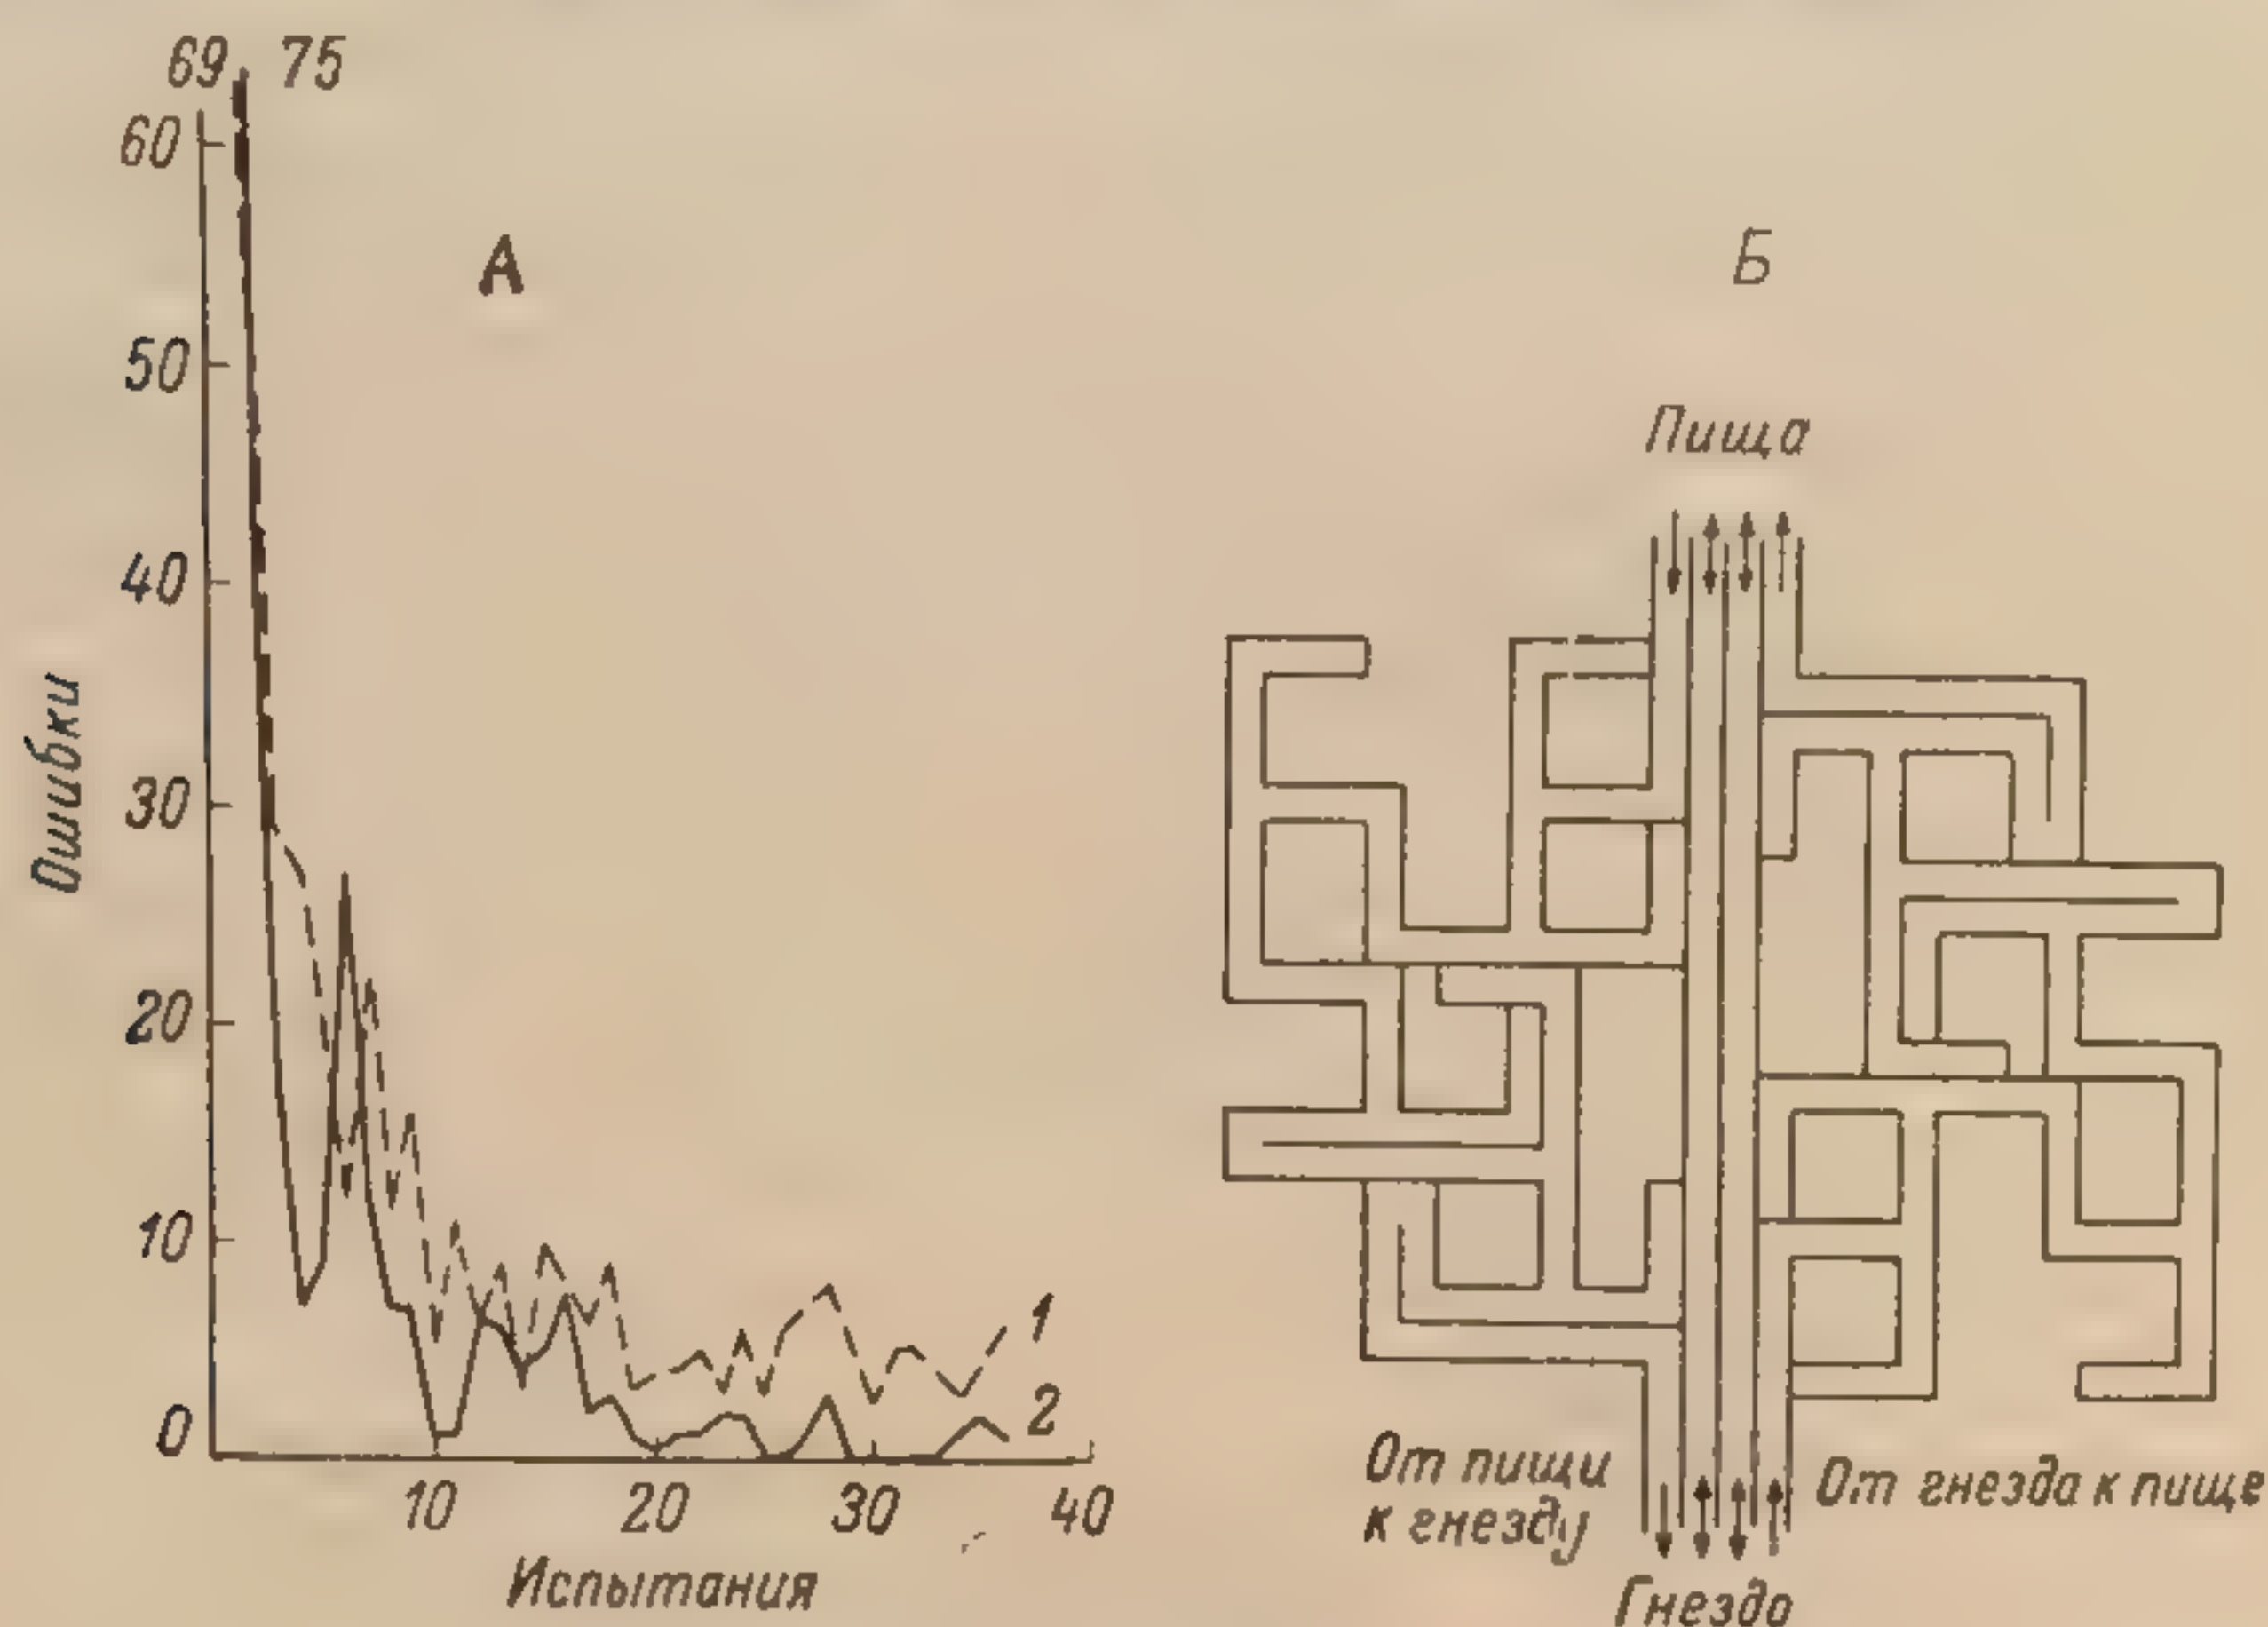 69 75
60
50
40
30
20
10
0
Ошибки
А
1
2
10 20 30 40
Испытания
Б
Пища
От пищи
к гнезду
От гнезда к пище
Гнездо